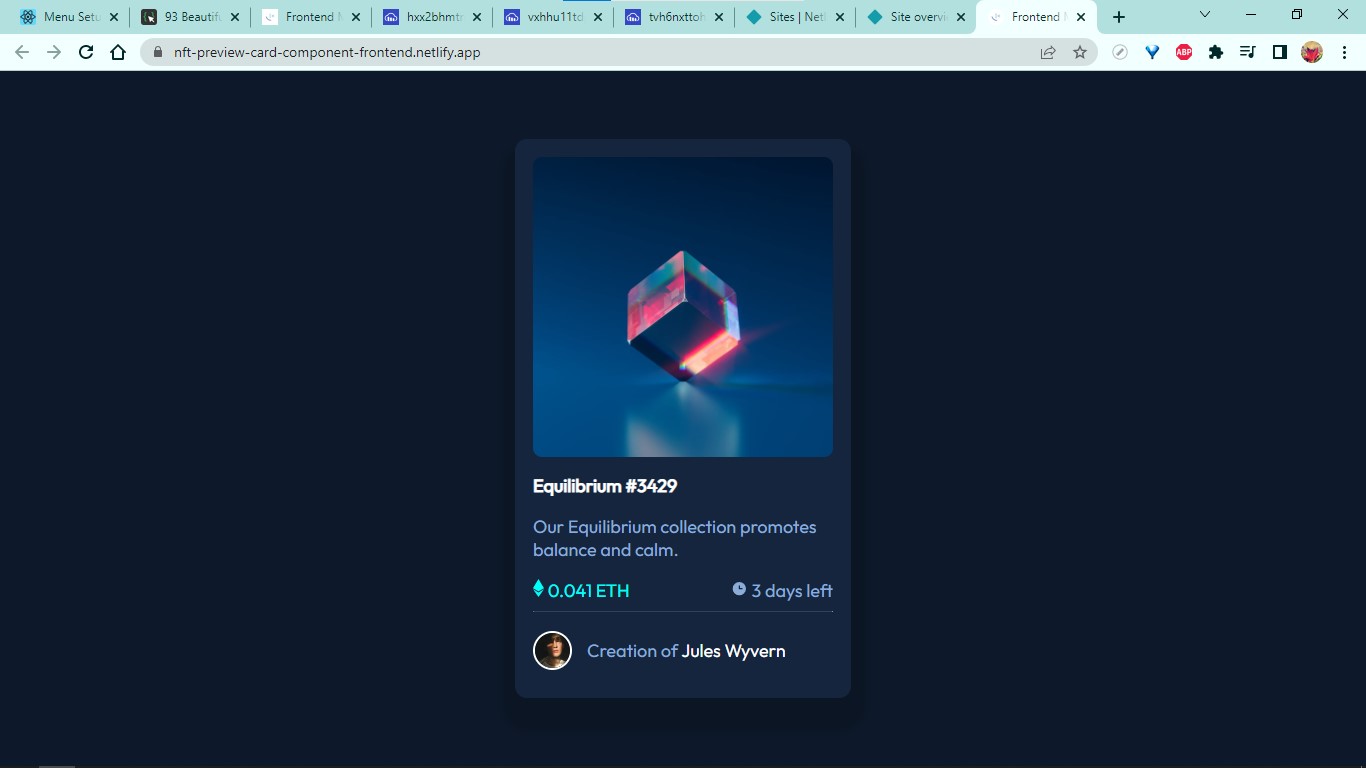 Menu Setu
93 Beautifu
Frontend M
hxx2bhmts
vxhhu11td
tvh6nxttoh
Sites | Netl
Site overvi
Frontend M
nft-preview-card-component-frontend.netlify.app
ABP
Equilibrium #3429
Our Equilibrium collection promotes
balance and calm.
0.041 ETH
3 days left
Creation of Jules Wyvern